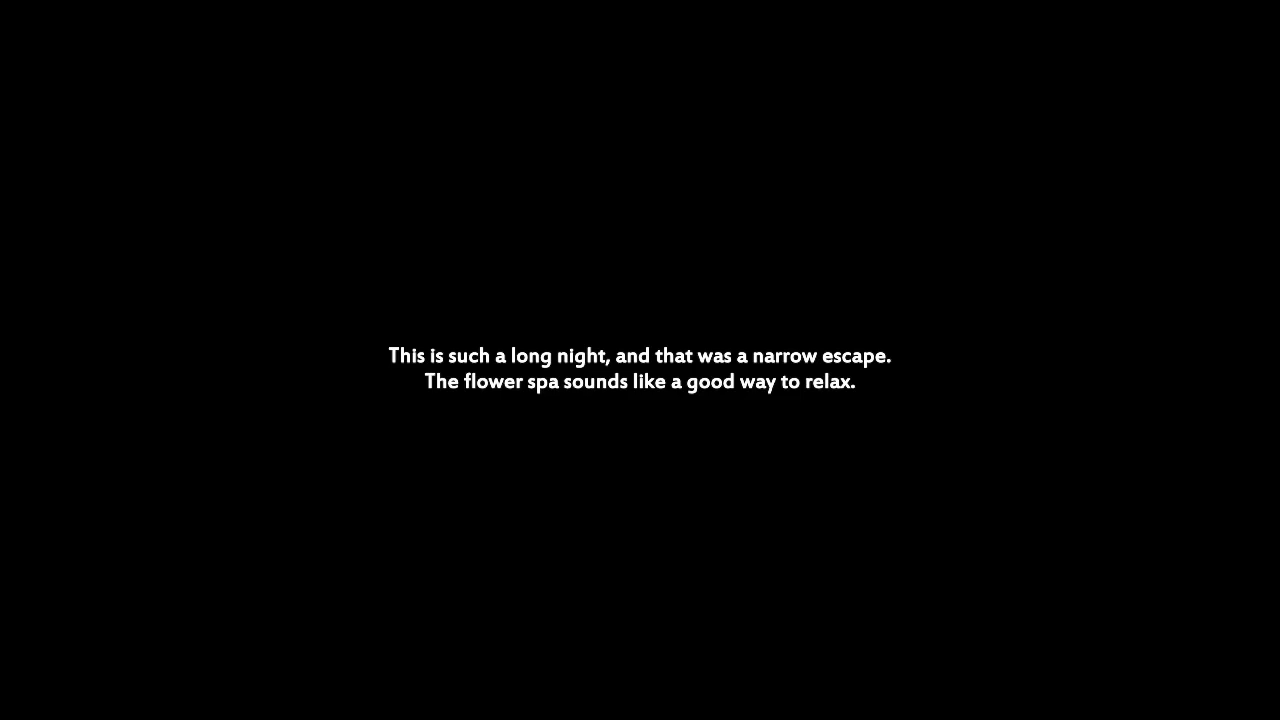 This is such a long night, and that was a narrow escape.
The flower spa sounds like a good way to relax.